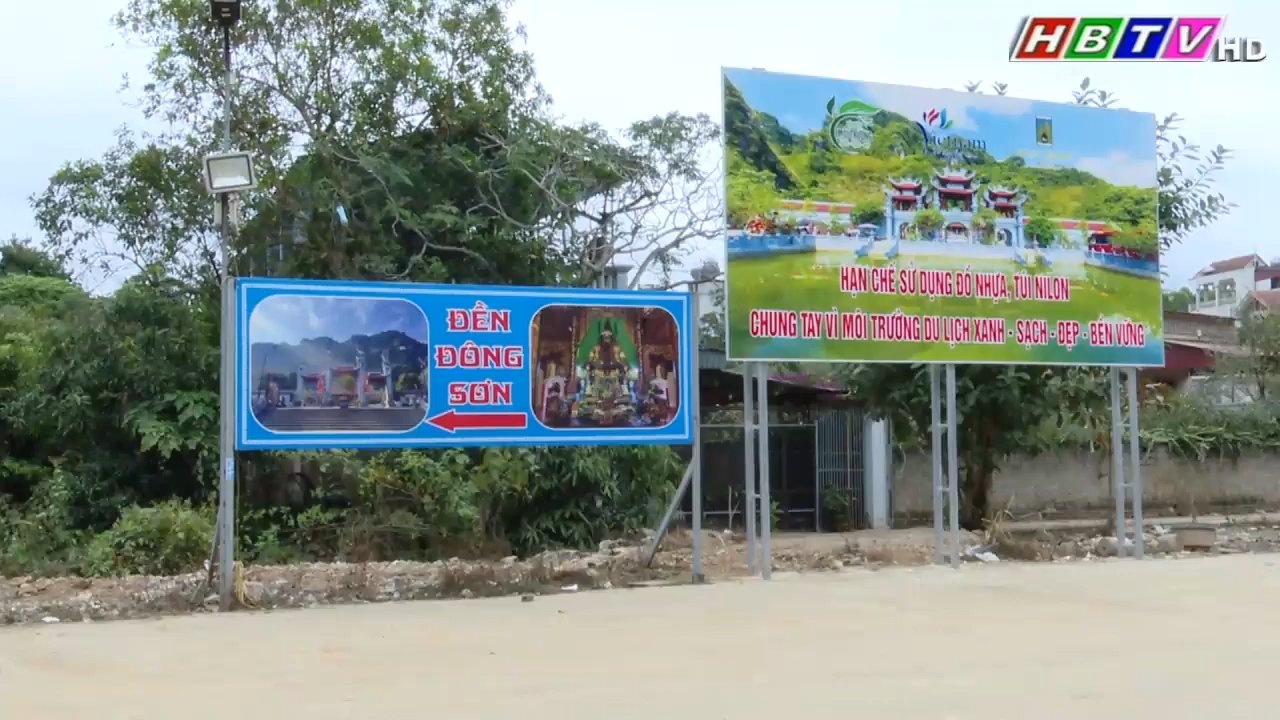 HBTV HD
Vietnam
HẠN CHẾ SỬ DỤNG ĐỒ NHỰA, TÚI NILON
CHUNG TAY VÌ MÔI TRƯỜNG DU LỊCH XANH - SẠCH - ĐẸP - BỀN VỮNG
ĐỀN
ĐÔNG
SƠN